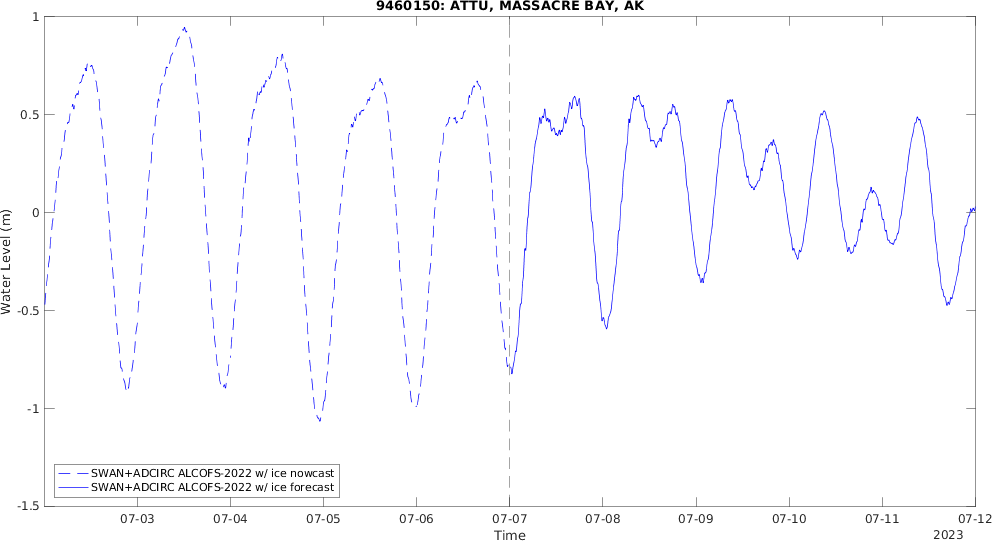 9460150: ATTU, MASSACRE BAY, AK
1
0.5
0
-0.5
-1
-1.5
Water Level (m)
SWAN+ADCIRC ALCOFS-2022 w/ ice nowcast
SWAN+ADCIRC ALCOFS-2022 w/ ice forecast
07-03 07-04 07-05 07-06 07-07 07-08 07-09 07-10 07-11 07-12
Time
2023